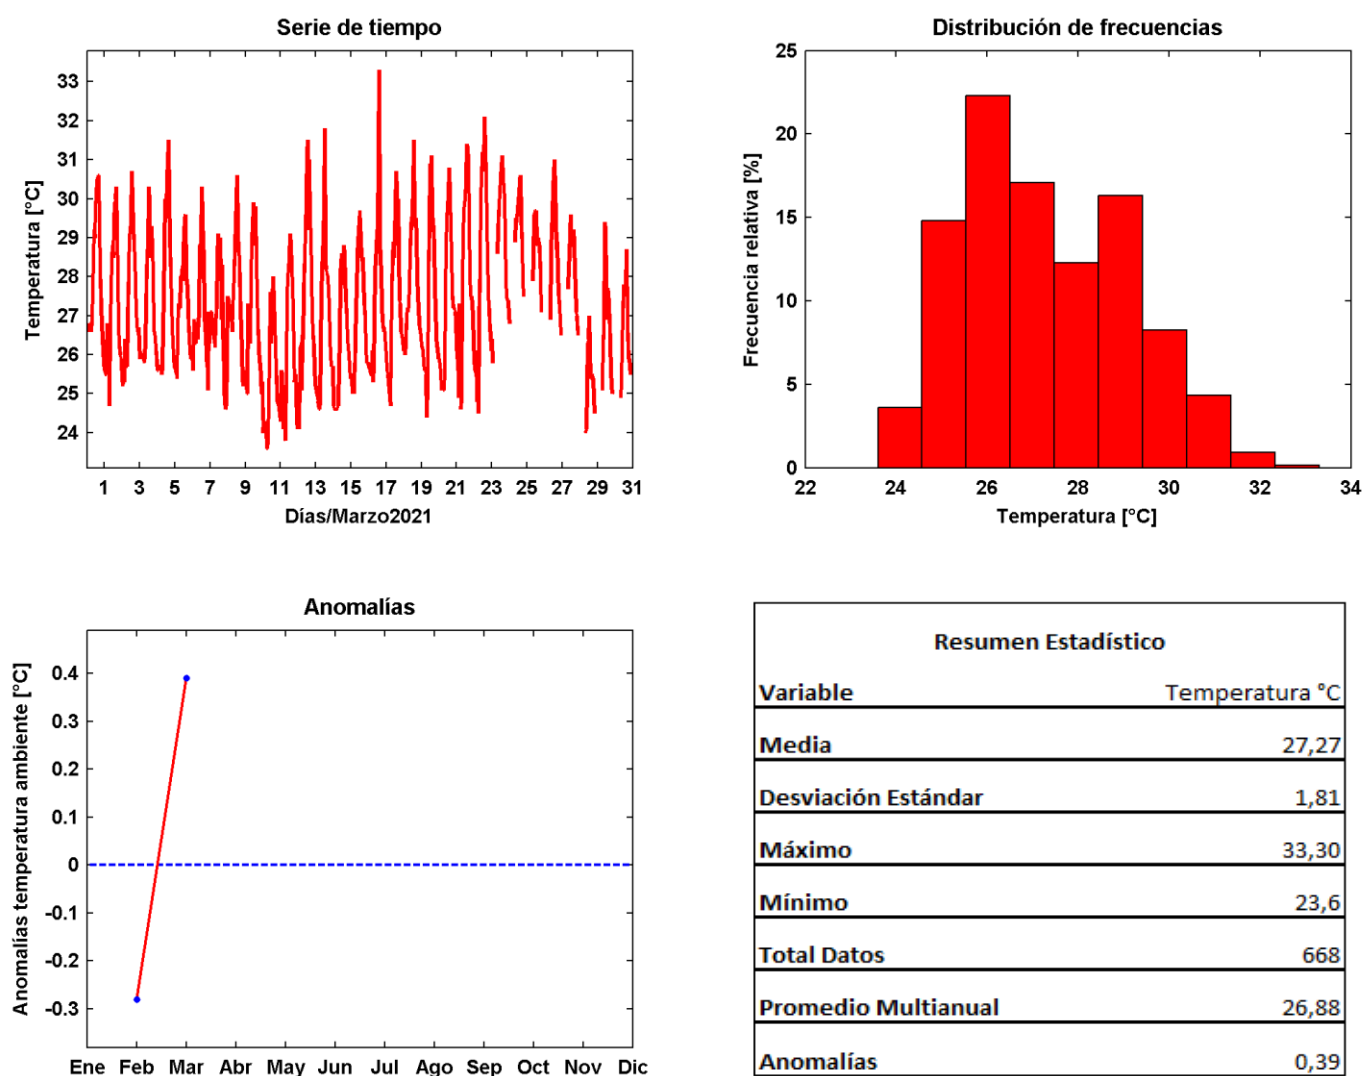 Serie de tiempo
Temperatura [°C]
33
32
31
30
29
28
27
26
25
24
1 3 5 7 9 11 13 15 17 19 21 23 25 27 29 31
Días/Marzo2021
Distribución de frecuencias
Frecuencia relativa [%]
25
20
15
10
5
0
22 24 26 28 30 32 34
Temperatura [°C]
Anomalías
Anomalías temperatura ambiente [°C]
0.4
0.3
0.2
0.1
0
-0.1
-0.2
-0.3
Ene Feb Mar Abr May Jun Jul Ago Sep Oct Nov Dic
Resumen Estadístico
Variable Temperatura °C
Media 27,27
Desviación Estándar 1,81
Máximo 33,30
Mínimo 23,6
Total Datos 668
Promedio Multianual 26,88
Anomalías 0,39